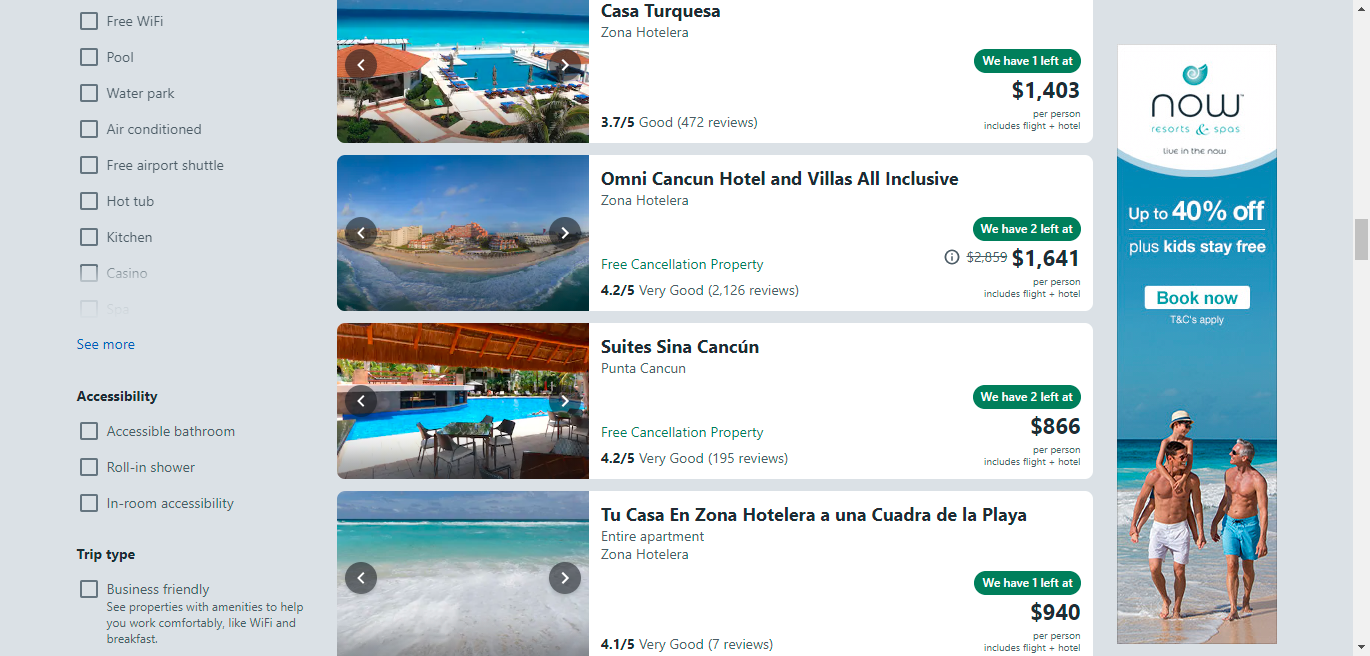 Free WiFi
Pool
Water park
Air conditioned
Free airport shuttle
Hot tub
Kitchen
Casino
Spa
See more
Accessibility
Accessible bathroom
Roll-in shower
In-room accessibility
Trip type
Business friendly
See properties with amenities to help
you work comfortably, like WiFi and
breakfast.
Casa Turquesa
Zona Hotelera
We have 1 left at
$1,403
per person
includes flight + hotel
3.7/5 Good (472 reviews)
Omni Cancun Hotel and Villas All Inclusive
Zona Hotelera
We have 2 left at
$2,859 $1,641
per person
includes flight + hotel
Free Cancellation Property
4.2/5 Very Good (2,126 reviews)
Suites Sina Cancún
Punta Cancun
We have 2 left at
$866
per person
includes flight + hotel
Free Cancellation Property
4.2/5 Very Good (195 reviews)
Tu Casa En Zona Hotelera a una Cuadra de la Playa
Entire apartment
Zona Hotelera
We have 1 left at
$940
per person
includes flight + hotel
4.1/5 Very Good (7 reviews)
now™
resorts & spas
live in the now
Up to 40% off
plus kids stay free
Book now
T&C's apply